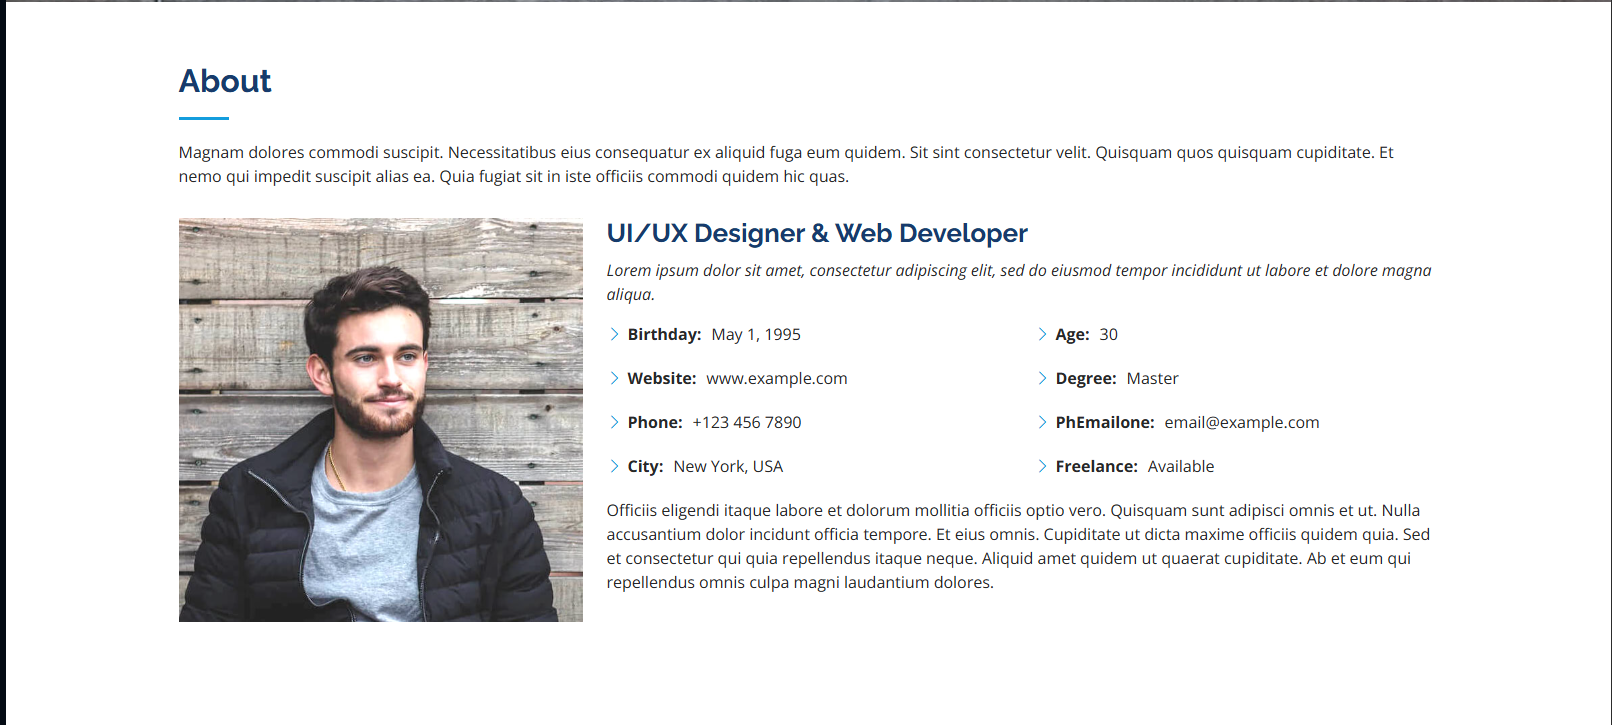 About
Magnam dolores commodi suscipit. Necessitatibus eius consequatur ex aliquid fuga eum quidem. Sit sint consectetur velit. Quisquam quos quisquam cupiditate. Et
nemo qui impedit suscipit alias ea. Quia fugiat sit in iste officiis commodi quidem hic quas.
UI/UX Designer & Web Developer
Lorem ipsum dolor sit amet, consectetur adipiscing elit, sed do eiusmod tempor incididunt ut labore et dolore magna
aliqua.
Birthday: May 1, 1995
Website: www.example.com
Phone: +123 456 7890
City: New York, USA
Age: 30
Degree: Master
PhEmailone: email@example.com
Freelance: Available
Officiis eligendi itaque labore et dolorum mollitia officiis optio vero. Quisquam sunt adipisci omnis et ut. Nulla
accusantium dolor incidunt officia tempore. Et eius omnis. Cupiditate ut dicta maxime officiis quidem quia. Sed
et consectetur qui quia repellendus itaque neque. Aliquid amet quidem ut quaerat cupiditate. Ab et eum qui
repellendus omnis culpa magni laudantium dolores.